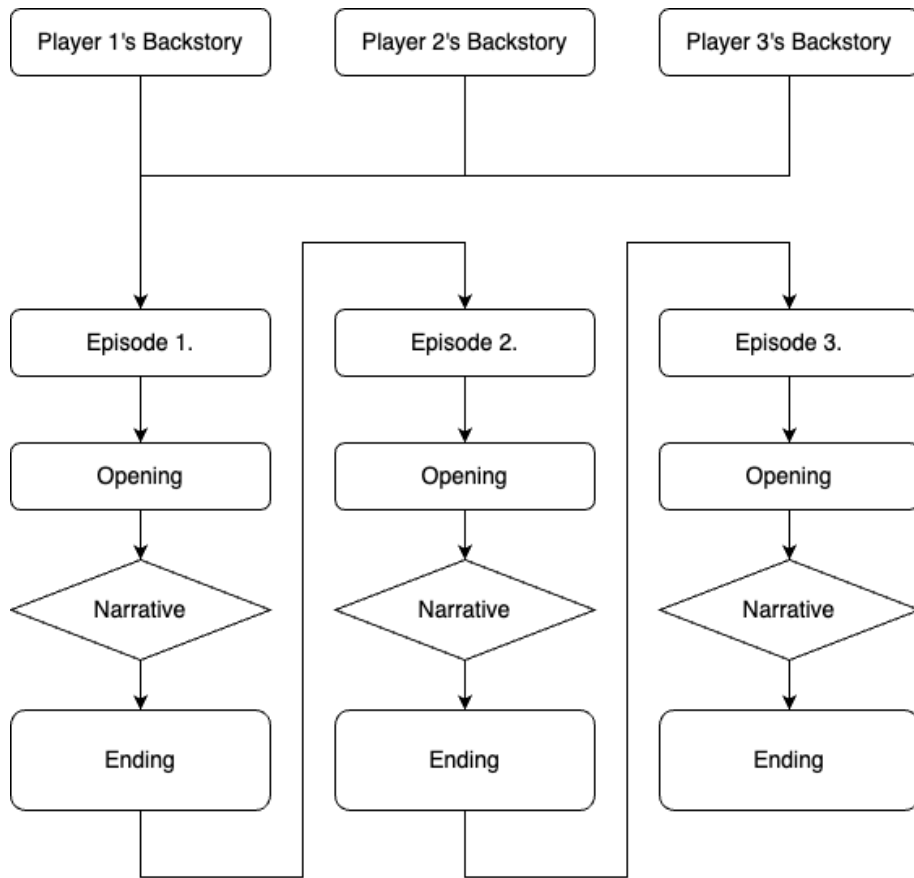 Player 1's Backstory
Player 2's Backstory
Player 3's Backstory
Episode 1.
Episode 2.
Episode 3.
Opening
Opening
Opening
Narrative
Narrative
Narrative
Ending
Ending
Ending